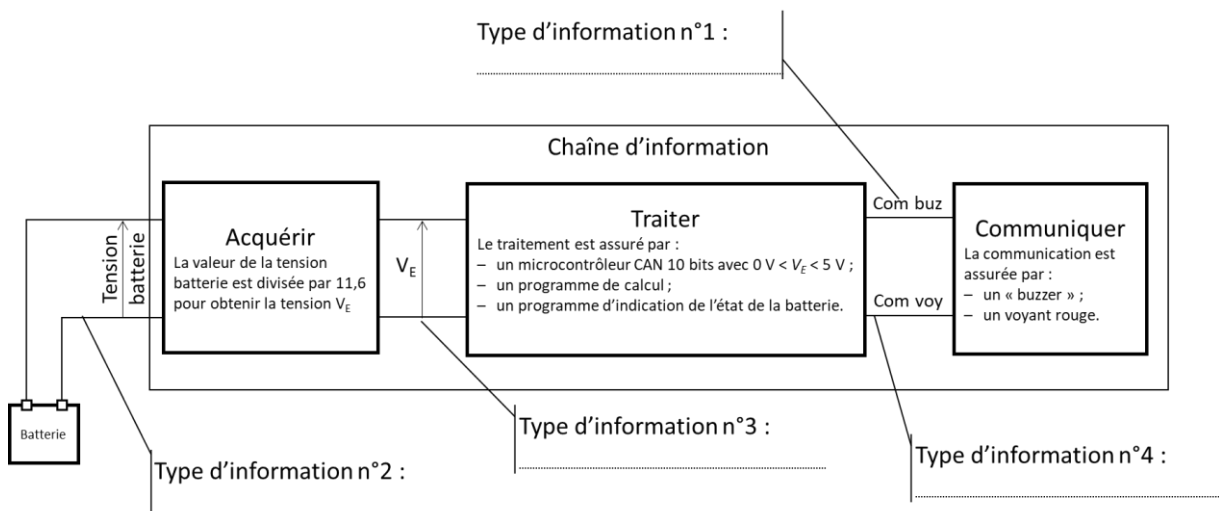 Type d’information n°1 :
Chaîne d’information
Acquérir
La valeur de la tension
batterie est divisée par 11,6
pour obtenir la tension VE
Tension
batterie
VE
Traiter
Le traitement est assuré par :
– un microcontrôleur CAN 10 bits avec 0 V < VE < 5 V ;
– un programme de calcul ;
– un programme d’indication de l’état de la batterie.
Com buz
Com voy
Communiquer
La communication est
assurée par :
– un « buzzer » ;
– un voyant rouge.
Batterie
Type d’information n°2 :
Type d’information n°3 :
Type d’information n°4 :